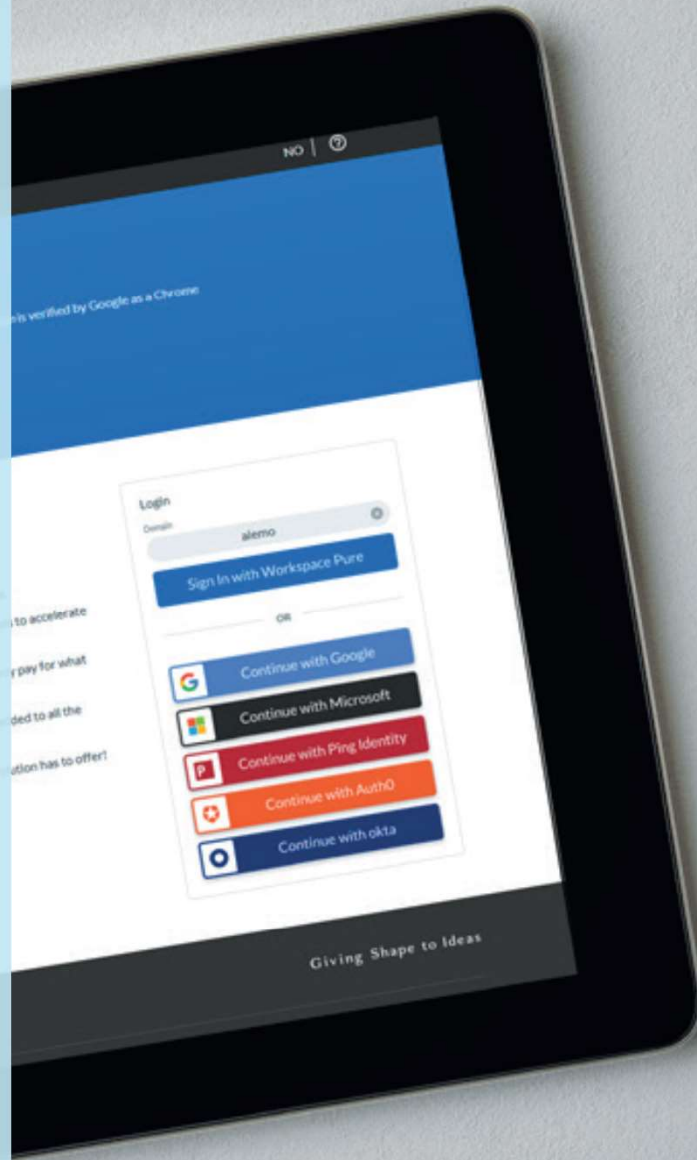 NO | ?
is verified by Google as a Chrome
Login
Domain
alemo
Sign In with Workspace Pure
OR
to accelerate
pay for what
ded to all the
ution has to offer!
Continue with Google
Continue with Microsoft
P Continue with Ping Identity
Continue with Auth0
Continue with okta
Giving Shape to Ideas